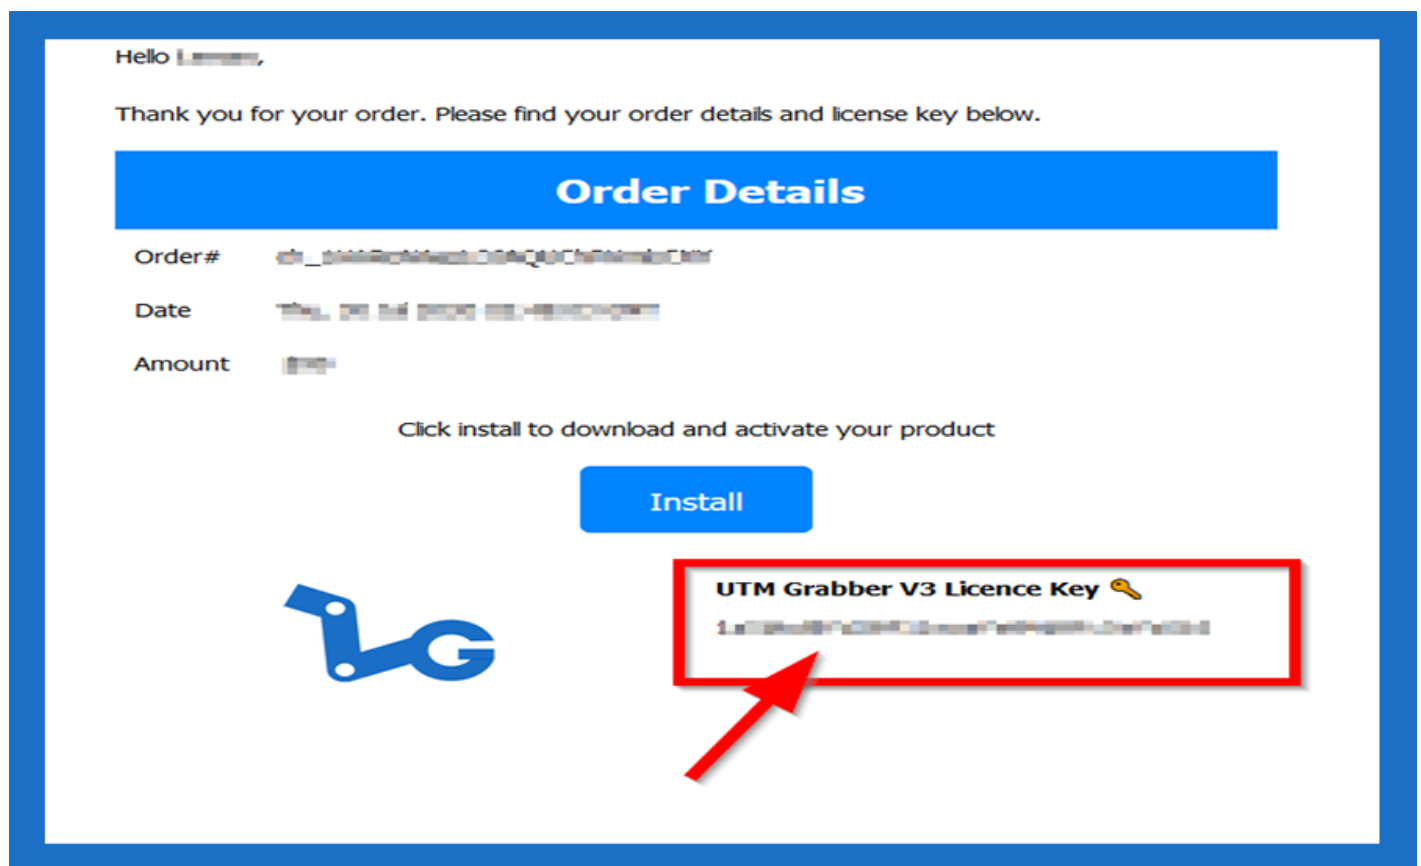 Hello ,
Thank you for your order. Please find your order details and license key below.
Order Details
Order#
Date
Amount
Click install to download and activate your product
Install
UTM Grabber V3 Licence Key 🔑
G